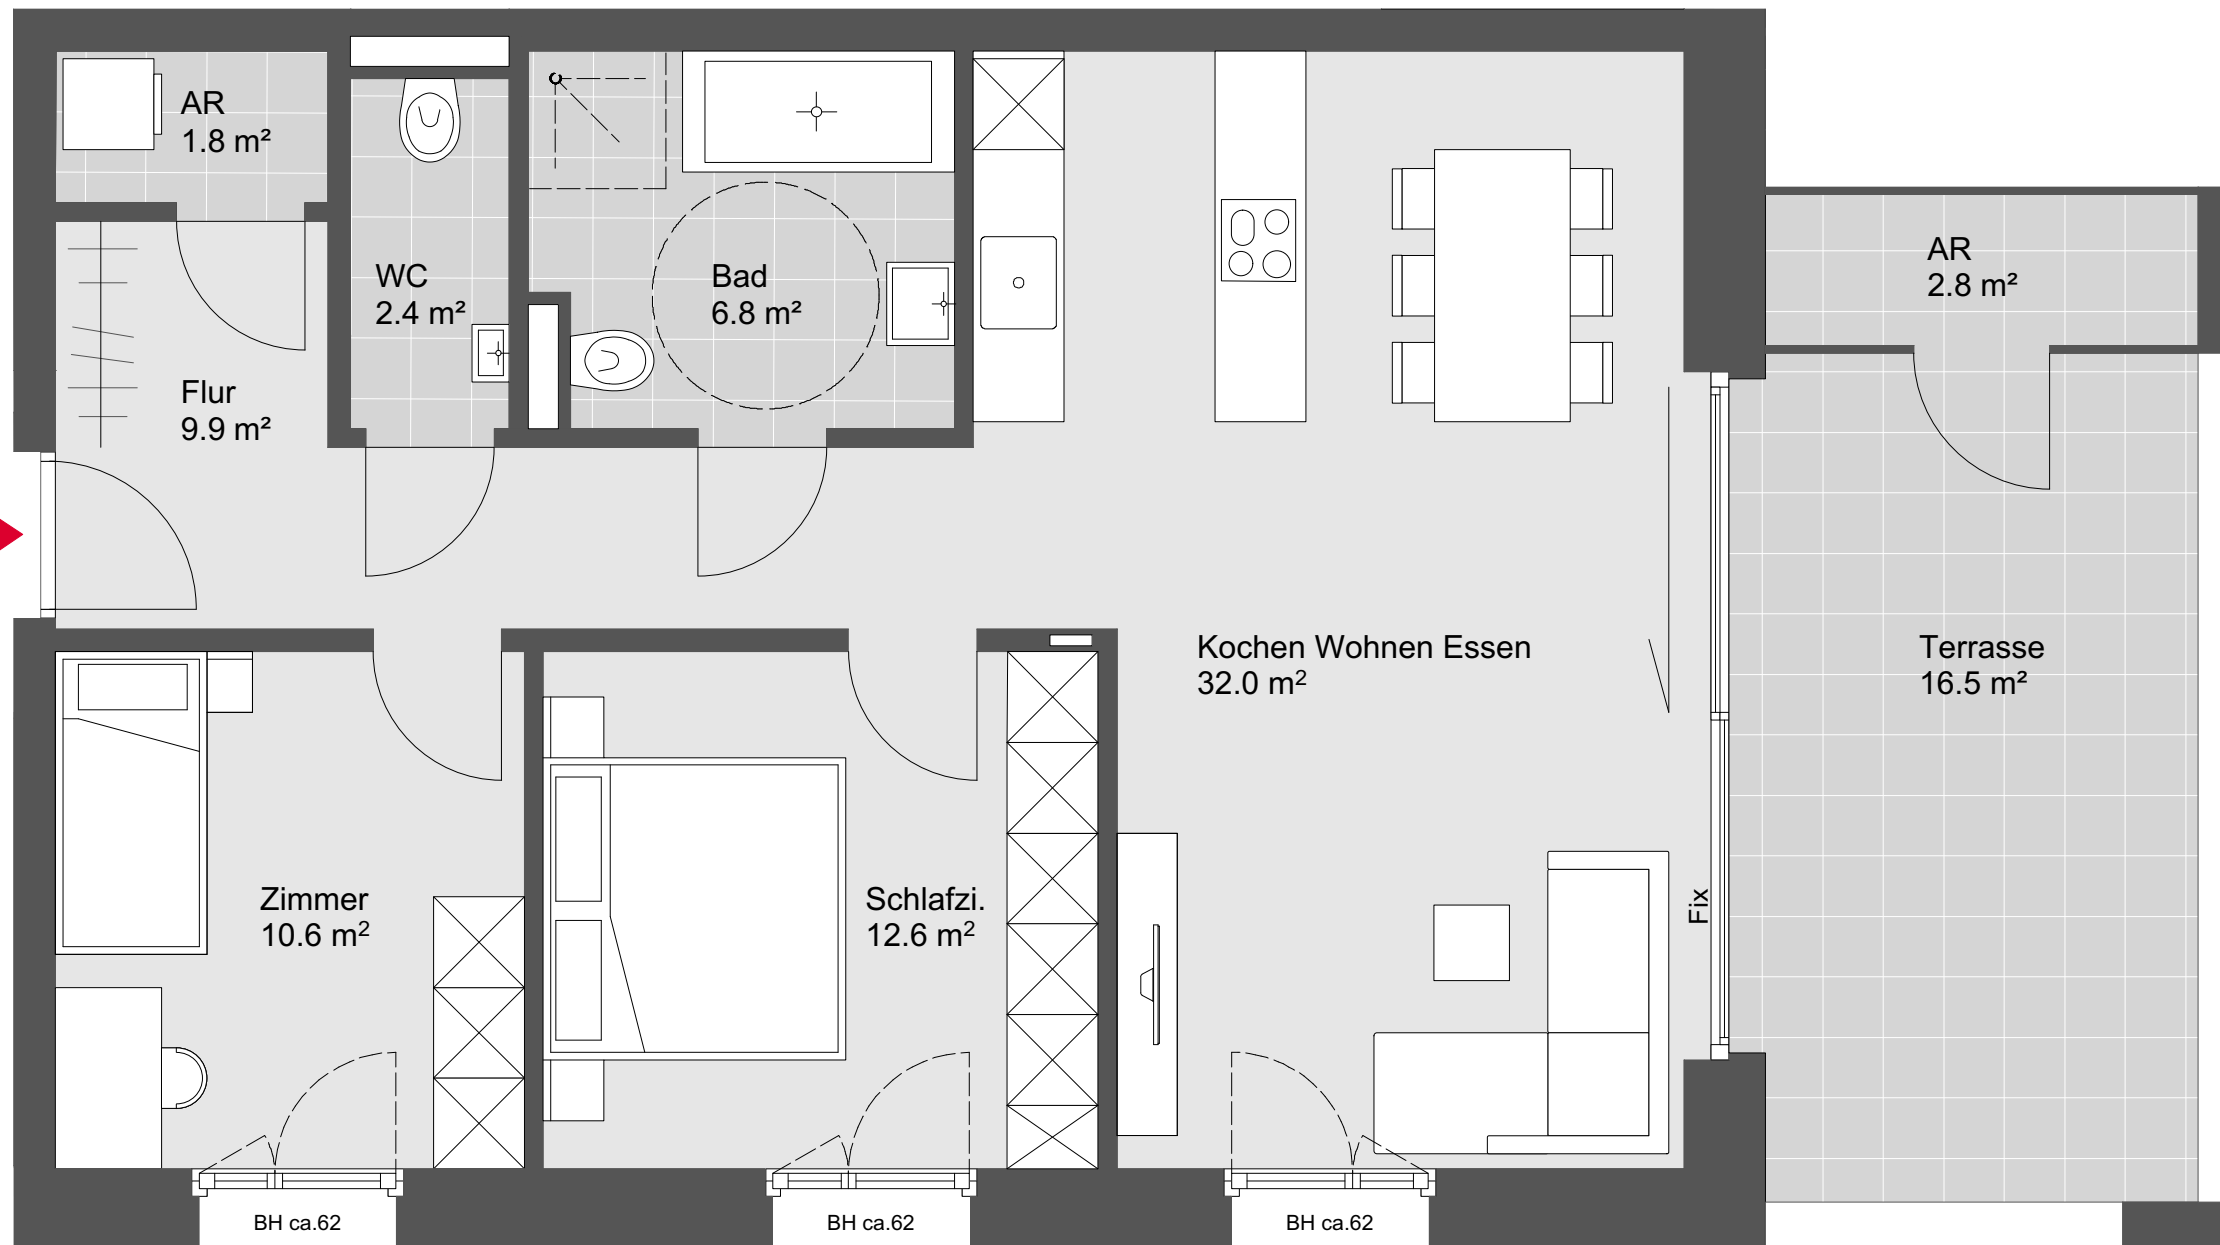 AR
1.8 m²
WC
2.4 m²
Bad
6.8 m²
AR
2.8 m²
Flur
9.9 m²
Kochen Wohnen Essen
32.0 m²
Terrasse
16.5 m²
Zimmer
10.6 m²
Schlafzi.
12.6 m²
Fix
BH ca.62
BH ca.62
BH ca.62